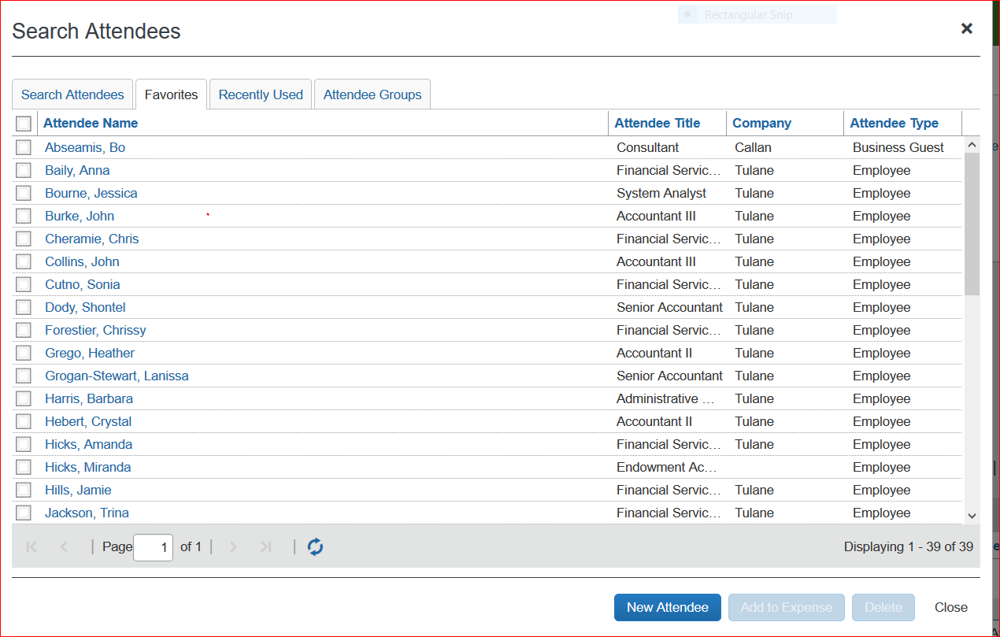 Rectangular Snip
Search Attendees
Search Attendees Favorites Recently Used Attendee Groups
Attendee Name Attendee Title Company Attendee Type
Abseamis, Bo Consultant Callan Business Guest
Baily, Anna Financial Servic... Tulane Employee
Bourne, Jessica System Analyst Tulane Employee
Burke, John Accountant III Tulane Employee
Cheramie, Chris Financial Servic... Tulane Employee
Collins, John Accountant III Tulane Employee
Cutno, Sonia Financial Servic... Tulane Employee
Dody, Shontel Senior Accountant Tulane Employee
Forestier, Chrissy Financial Servic... Tulane Employee
Grego, Heather Accountant II Tulane Employee
Grogan-Stewart, Lanissa Senior Accountant Tulane Employee
Harris, Barbara Administrative ... Tulane Employee
Hebert, Crystal Accountant II Tulane Employee
Hicks, Amanda Financial Servic... Tulane Employee
Hicks, Miranda Endowment Ac... Employee
Hills, Jamie Financial Servic... Tulane Employee
Jackson, Trina Financial Servic... Tulane Employee
| Page 1 of 1 | | Displaying 1 - 39 of 39
New Attendee Add to Expense Delete Close